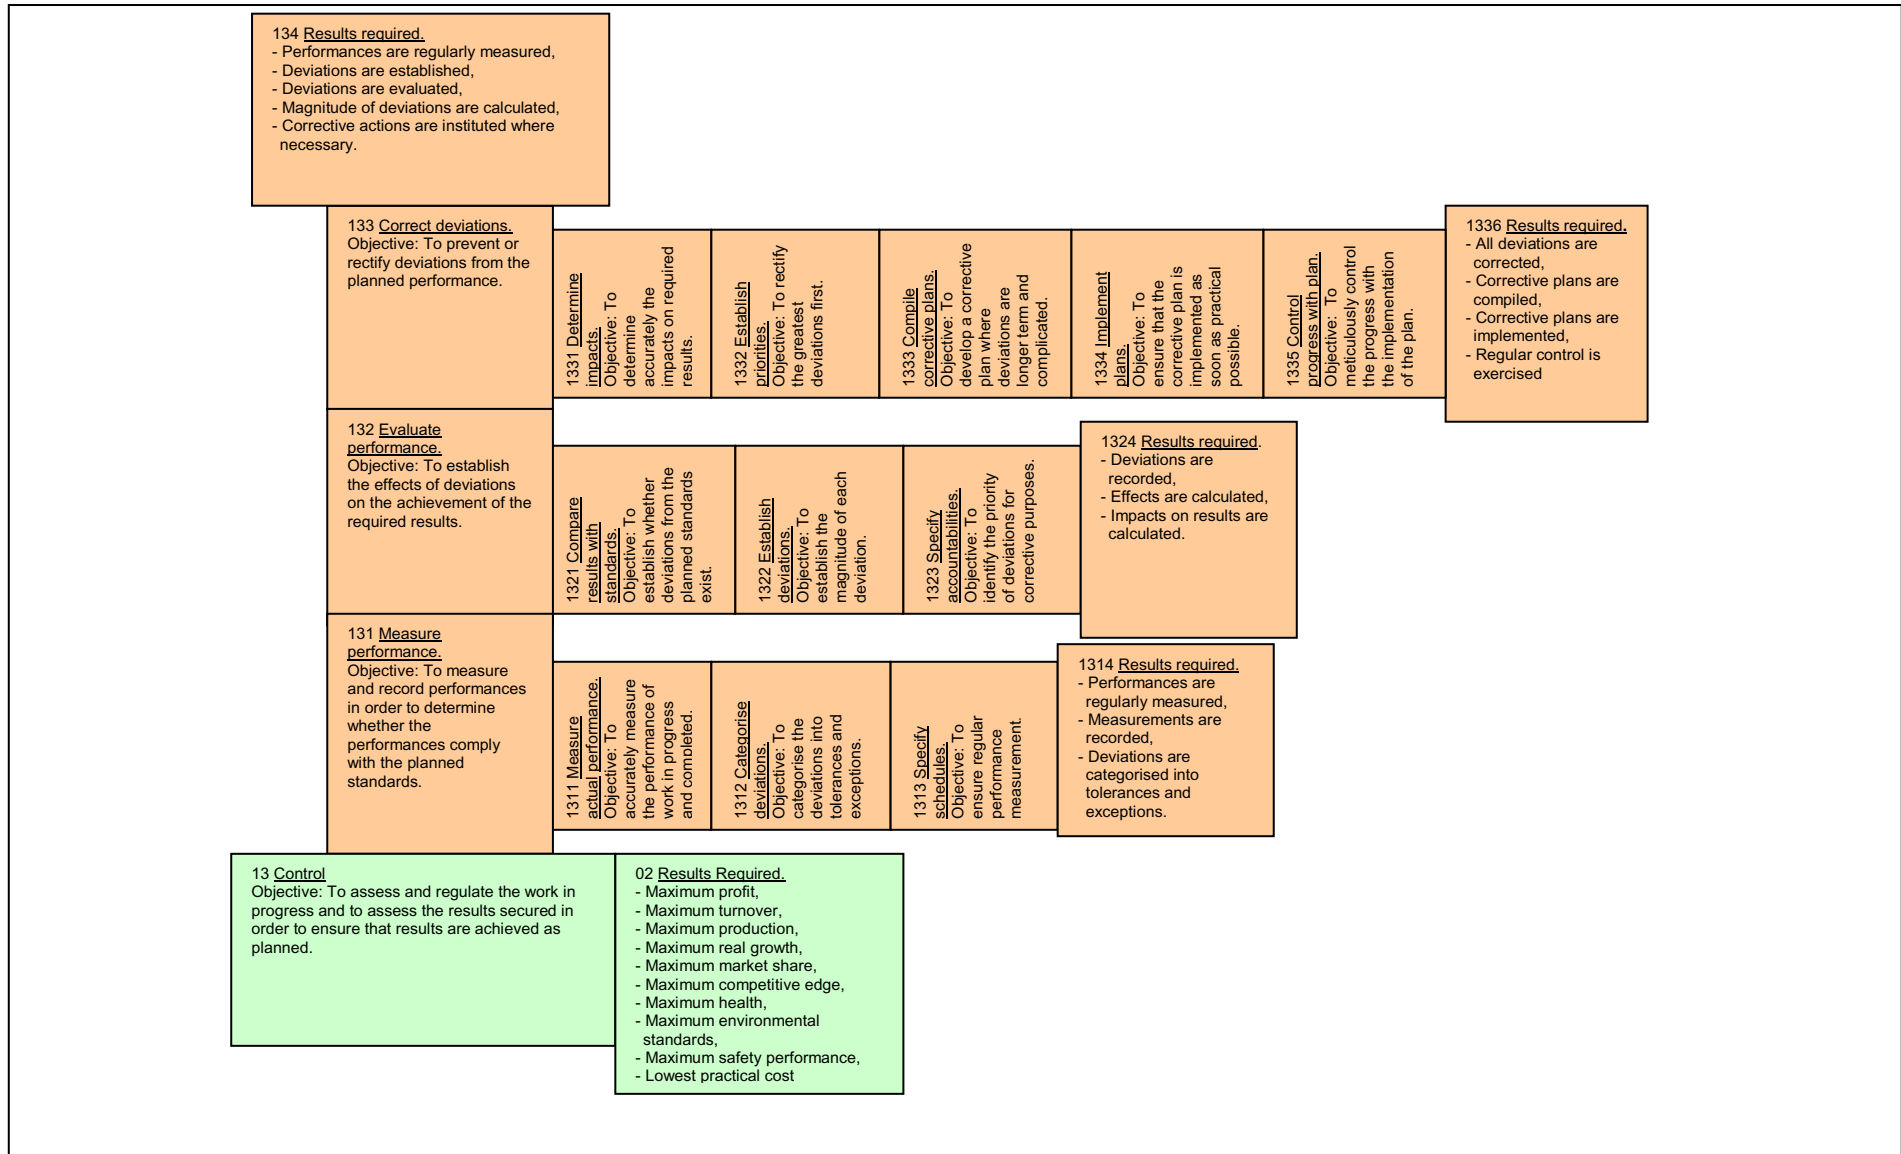 134 Results required.
- Performances are regularly measured,
- Deviations are established,
- Deviations are evaluated,
- Magnitude of deviations are calculated,
- Corrective actions are instituted where
necessary.
133 Correct deviations.
Objective: To prevent or
rectify deviations from the
planned performance.
1331 Determine
impacts.
Objective: To
determine
accurately the
impacts on required
results.
1332 Establish
priorities.
Objective: To rectify
the greatest
deviations first.
1333 Compile
corrective plans.
Objective: To
develop a corrective
plan where
deviations are
longer term and
complicated.
1334 Implement
plans.
Objective: To
ensure that the
corrective plan is
implemented as
soon as practical
possible.
1335 Control
progress with plan.
Objective: To
meticulously control
the progress with
the implementation
of the plan.
1336 Results required.
- All deviations are
corrected,
- Corrective plans are
compiled,
- Corrective plans are
implemented,
- Regular control is
exercised
132 Evaluate
performance.
Objective: To establish
the effects of deviations
on the achievement of the
required results.
1321 Compare
results with
standards.
Objective: To
establish whether
deviations from the
planned standards
exist.
1322 Establish
deviations.
Objective: To
establish the
magnitude of each
deviation.
1323 Specify
accountabilities.
Objective: To
identify the priority
of deviations for
corrective purposes.
1324 Results required.
- Deviations are
recorded,
- Effects are calculated,
- Impacts on results are
calculated.
131 Measure
performance.
Objective: To measure
and record performances
in order to determine
whether the
performances comply
with the planned
standards.
1311 Measure
actual performance.
Objective: To
accurately measure
the performance of
work in progress
and completed.
1312 Categorise
deviations.
Objective: To
categorise the
deviations into
tolerances and
exceptions.
1313 Specify
schedules.
Objective: To
ensure regular
performance
measurement.
1314 Results required.
- Performances are
regularly measured,
- Measurements are
recorded,
- Deviations are
categorised into
tolerances and
exceptions.
13 Control
Objective: To assess and regulate the work in
progress and to assess the results secured in
order to ensure that results are achieved as
planned.
02 Results Required.
- Maximum profit,
- Maximum turnover,
- Maximum production,
- Maximum real growth,
- Maximum market share,
- Maximum competitive edge,
- Maximum health,
- Maximum environmental
standards,
- Maximum safety performance,
- Lowest practical cost